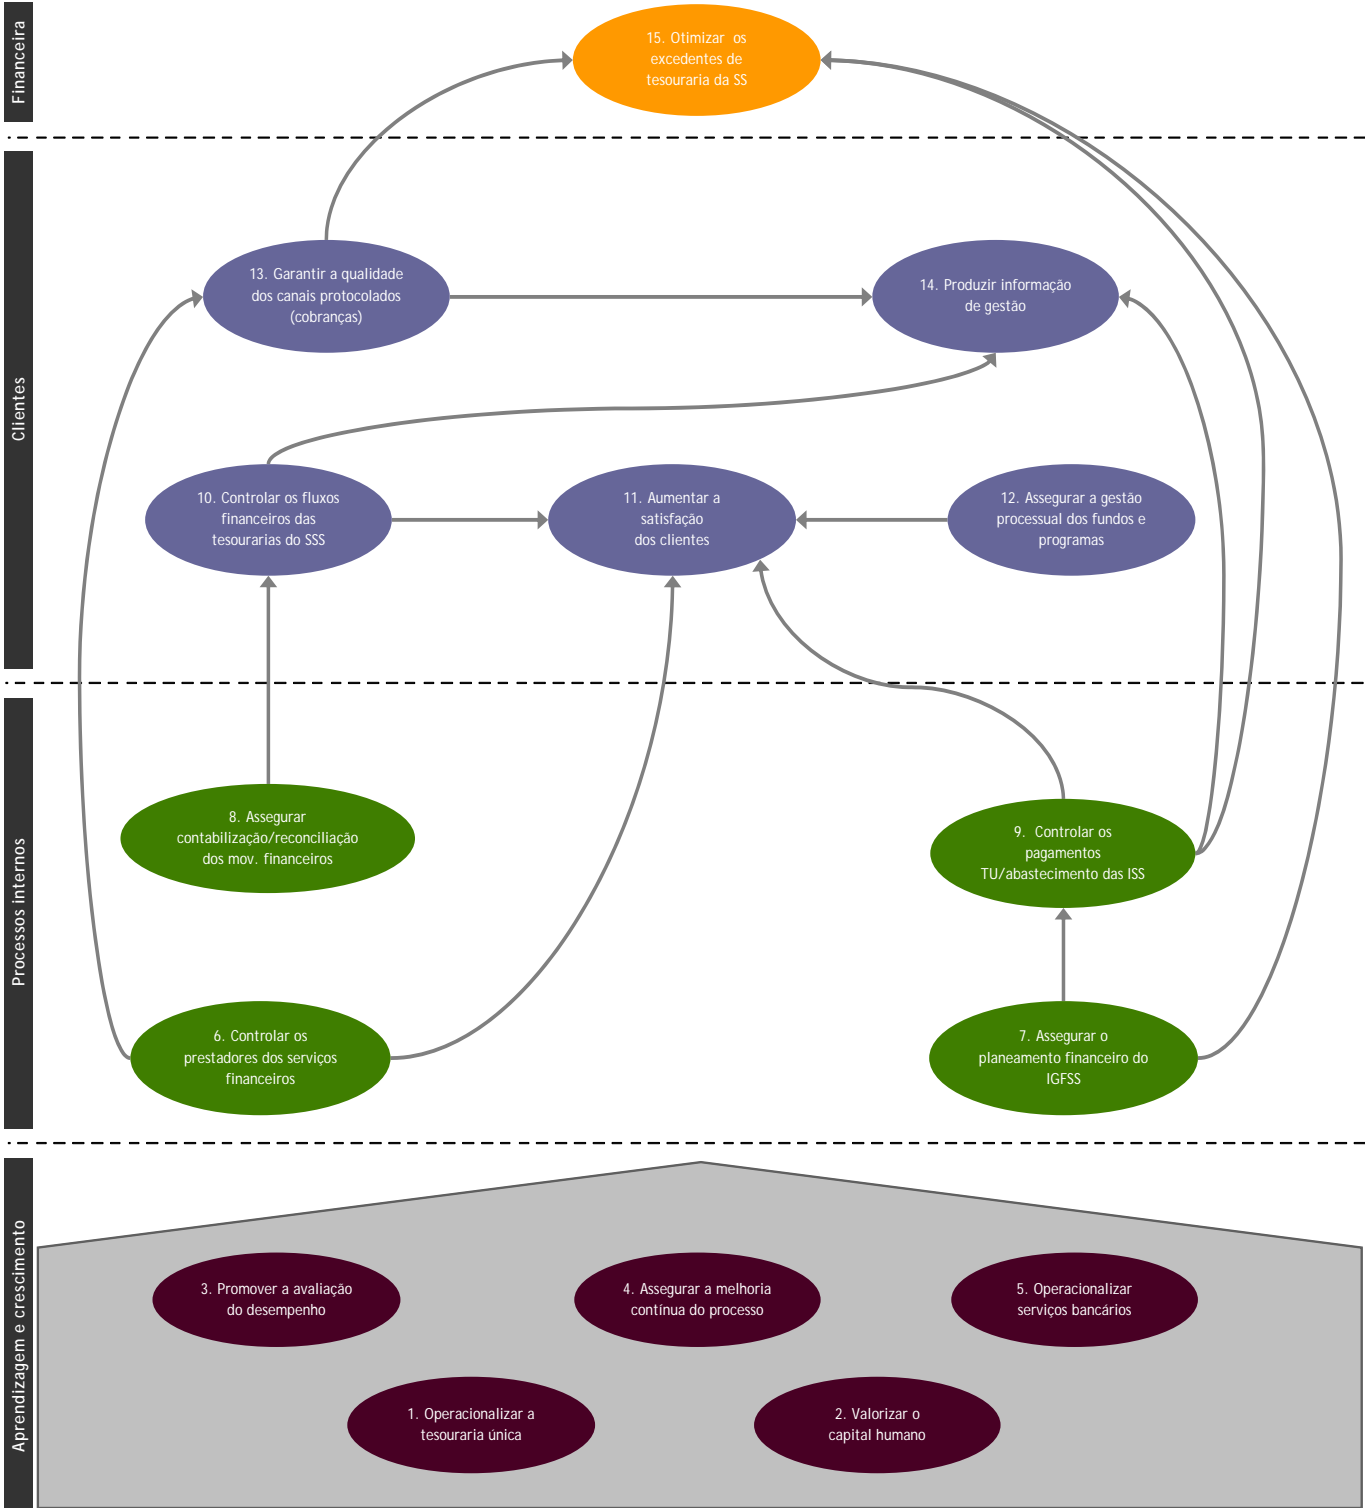 Financeira
15. Otimizar os
excedentes de
tesouraria da SS
Clientes
13. Garantir a qualidade
dos canais protocolados
(cobranças)
14. Produzir informação
de gestão
10. Controlar os fluxos
financeiros das
tesourarias do SSS
11. Aumentar a
satisfação
dos clientes
12. Assegurar a gestão
processual dos fundos e
programas
Processos internos
8. Assegurar
contabilização/reconciliação
dos mov. financeiros
9. Controlar os
pagamentos
TU/abastecimento das ISS
6. Controlar os
prestadores dos serviços
financeiros
7. Assegurar o
planeamento financeiro do
IGFSS
Aprendizagem e crescimento
3. Promover a avaliação
do desempenho
4. Assegurar a melhoria
contínua do processo
5. Operacionalizar
serviços bancários
1. Operacionalizar a
tesouraria única
2. Valorizar o
capital humano